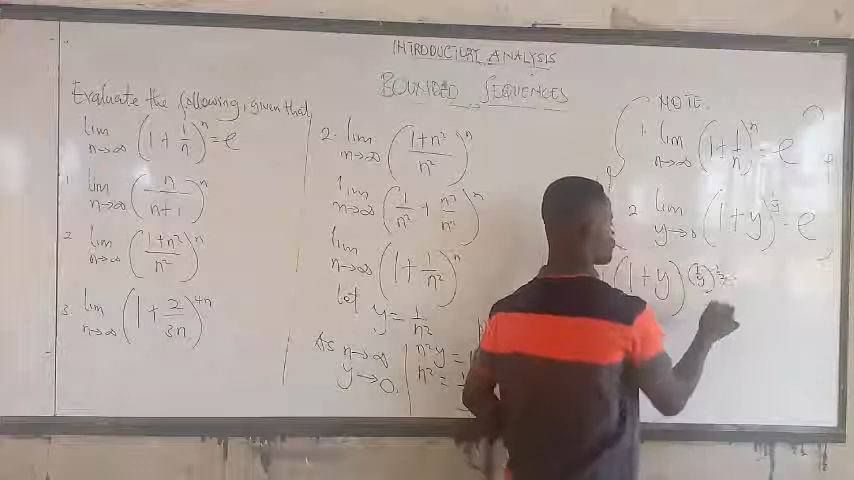 INTRODUCTORY ANALYSIS
BOUNDED SEQUENCES
Evaluate the following, given that
lim n→∞ (1 + 1/n)^n = e
1. lim n→∞ (n/(n+1))^n
2. lim n→∞ ((1+n²)/n²)^n
3. lim n→∞ (1 + 2/3n)^4n
2. lim n→∞ ((1+n²)/n²)^n
lim n→∞ (1/n² + n²/n²)^n
lim n→∞ (1 + 1/n²)^n
let y = 1/n²
As n→∞
y→0
n²y =
n² =
NOTE.
1. lim n→∞ (1 + 1/n)^n = e
2 lim y→0 (1+y)^1/y = e
(1+y)